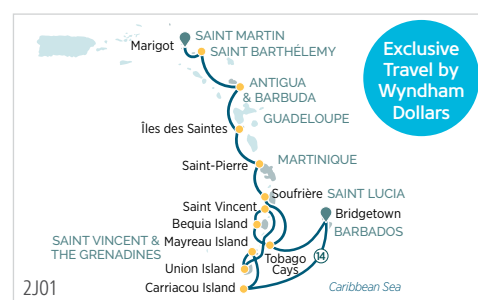 Marigot
SAINT MARTIN
SAINT BARTHÉLEMY
Exclusive
Travel by
Wyndham
Dollars
ANTIGUA
& BARBUDA
GUADELOUPE
Îles des Saintes
Saint-Pierre
MARTINIQUE
Soufrière
SAINT LUCIA
Saint Vincent
Bequia Island
Bridgetown
BARBADOS
SAINT VINCENT &
THE GRENADINES
Mayreau Island
Tobago
Cays
Union Island
14
Carriacou Island
Caribbean Sea
2J01